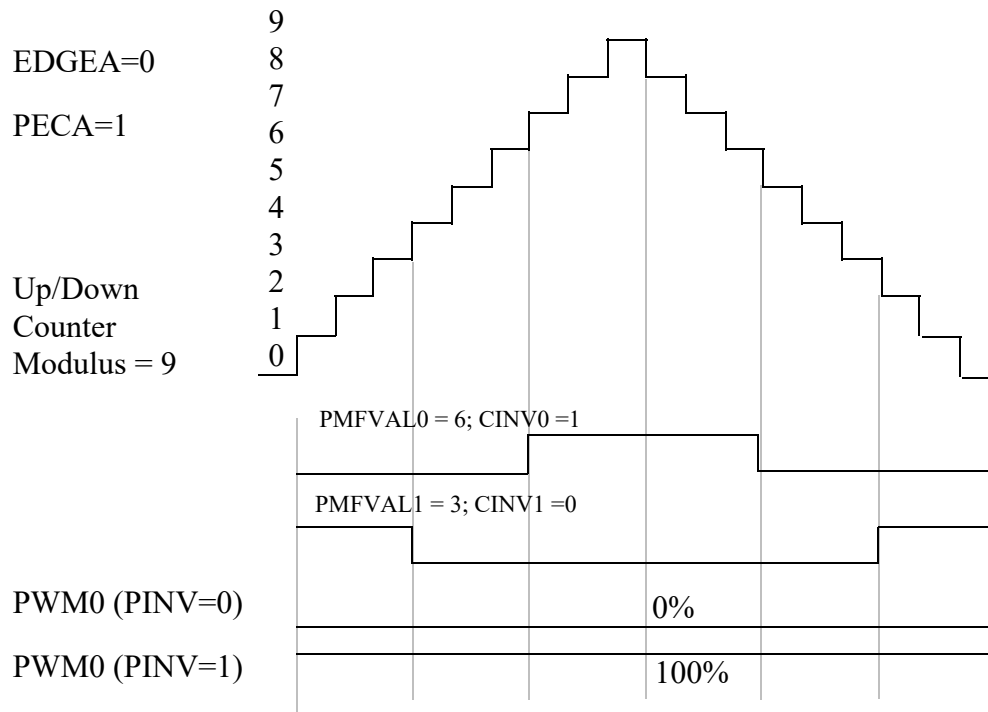 9
EDGEA=0
8
7
PECA=1
6
5
4
3
Up/Down
2
Counter
1
Modulus = 9
0
PMFVAL0 = 6; CINV0 =1
PMFVAL1 = 3; CINV1 =0
PWM0 (PINV=0)
0%
PWM0 (PINV=1)
100%